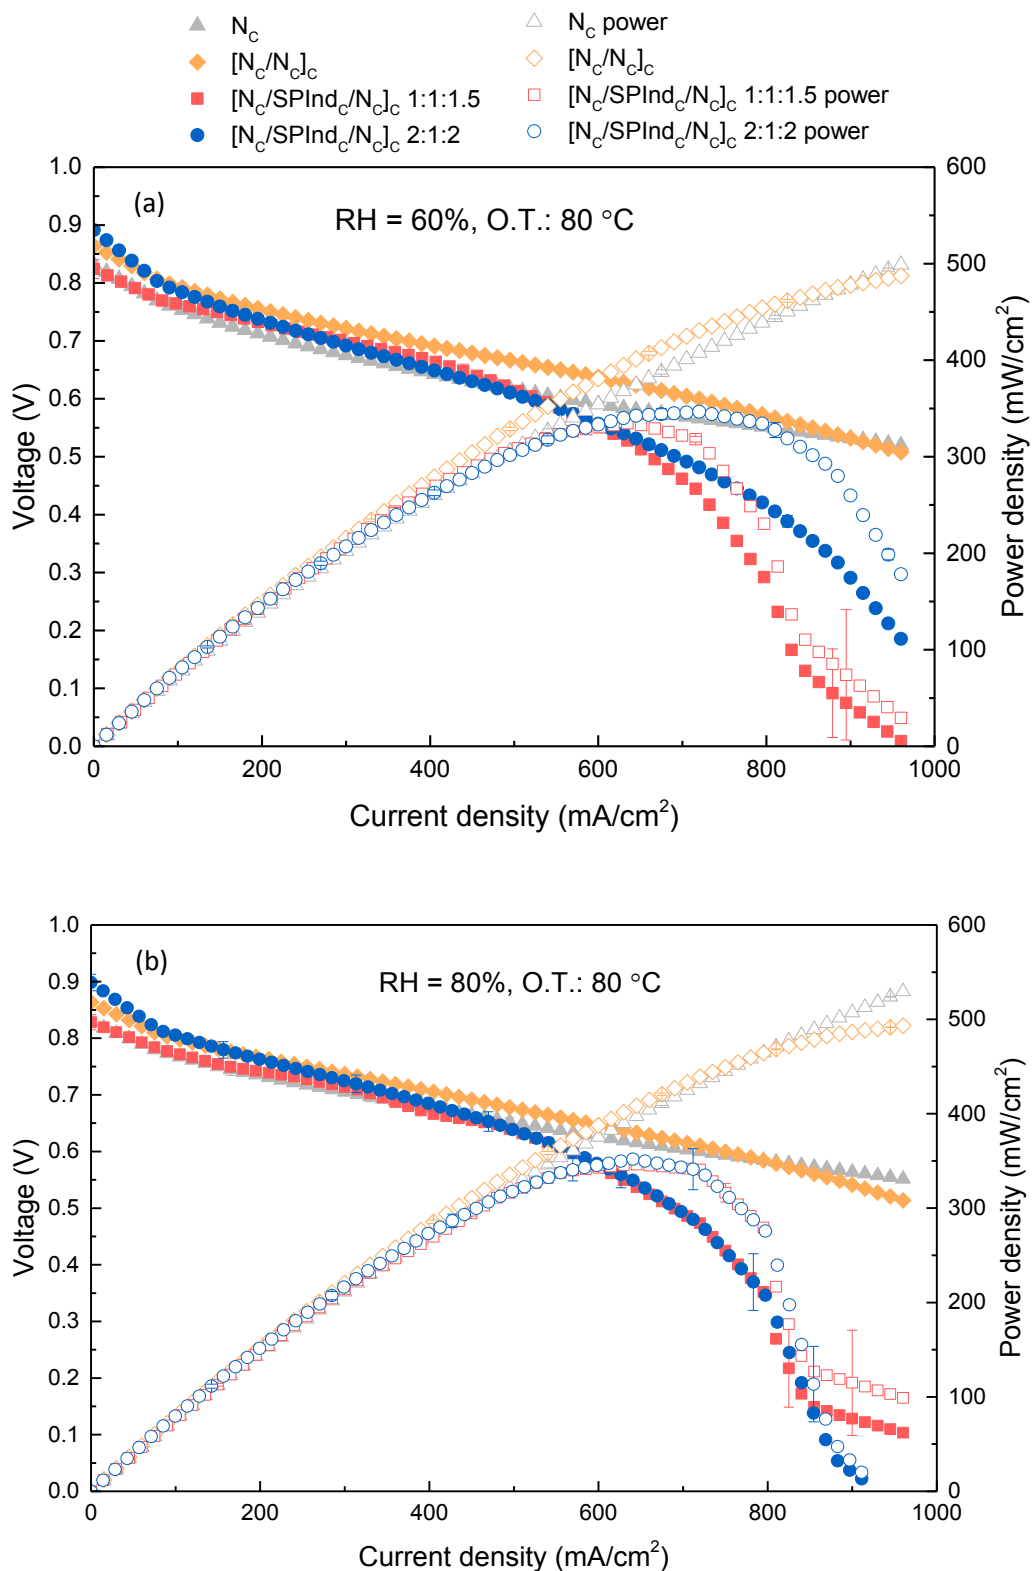 N_C
N_C power
[N_C/N_C]_C
[N_C/N_C]_C
[N_C/SPInd_C/N_C]_C 1:1:1.5
[N_C/SPInd_C/N_C]_C 1:1:1.5 power
[N_C/SPInd_C/N_C]_C 2:1:2
[N_C/SPInd_C/N_C]_C 2:1:2 power
(a)
RH = 60%, O.T.: 80 °C
Voltage (V)
1.0
0.9
0.8
0.7
0.6
0.5
0.4
0.3
0.2
0.1
0.0
600
500
400
300
200
100
0
Power density (mW/cm²)
0
200
400
600
800
1000
Current density (mA/cm²)
(b)
RH = 80%, O.T.: 80 °C
Voltage (V)
1.0
0.9
0.8
0.7
0.6
0.5
0.4
0.3
0.2
0.1
0.0
600
500
400
300
200
100
0
Power density (mW/cm²)
0
200
400
600
800
1000
Current density (mA/cm²)